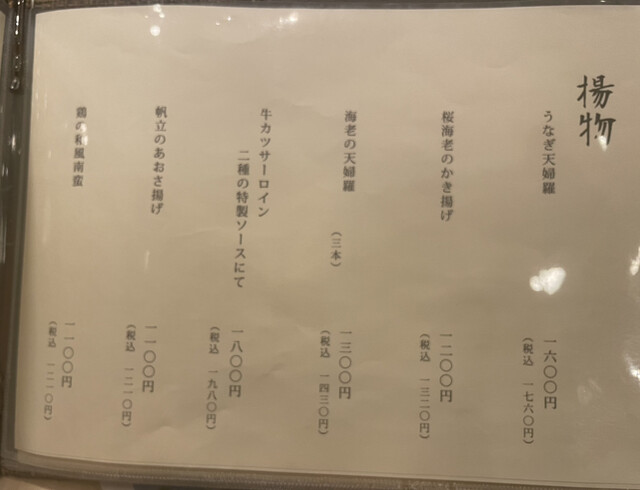 揚物
うなぎ天婦羅
一六〇〇円
(税込 一七六〇円)
桜海老のかき揚げ
一二〇〇円
(税込 一三二〇円)
海老の天婦羅
(三本)
一三〇〇円
(税込 一四三〇円)
牛カツサーロイン
二種の特製ソースにて
一八〇〇円
(税込 一九八〇円)
帆立のあおさ揚げ
一一〇〇円
(税込 一二一〇円)
鶏の和風南蛮
一一〇〇円
(税込 一二一〇円)